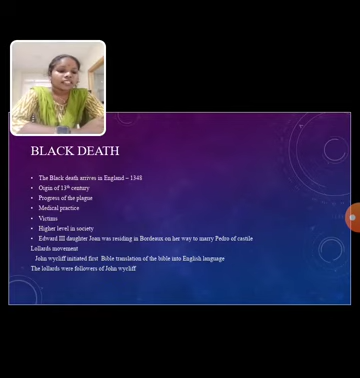 BLACK DEATH
• The Black death arrives in England – 1348
• Oigin of 13th century
• Progress of the plague
• Medical practice
• Victims
• Higher level in society
• Edward III daughter Joan was residing in Bordeaux on her way to marry Pedro of castile
Lollards movement
John wycliff initiated first Bible translation of the bible into English language
The lollards were followers of John wycliff